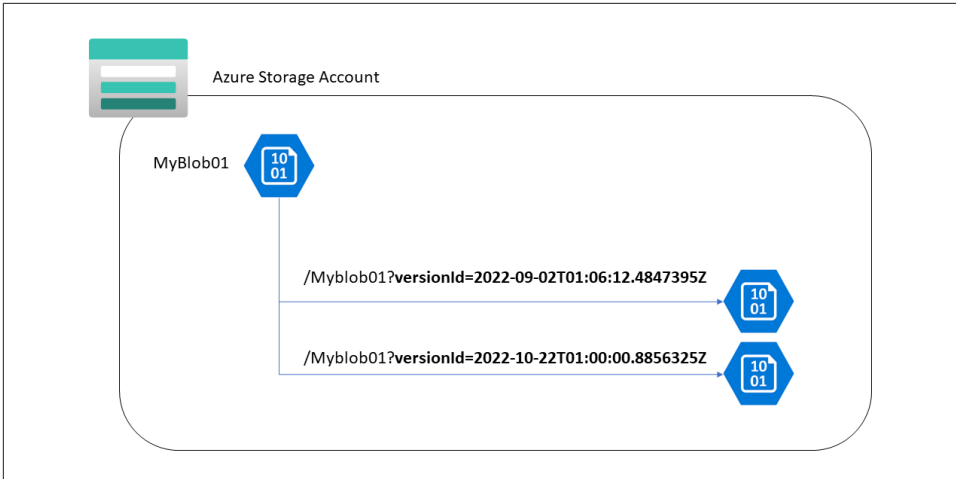 Azure Storage Account
MyBlob01
10
01
/Myblob01?versionId=2022-09-02T01:06:12.4847395Z
10
01
/Myblob01?versionId=2022-10-22T01:00:00.8856325Z
10
01